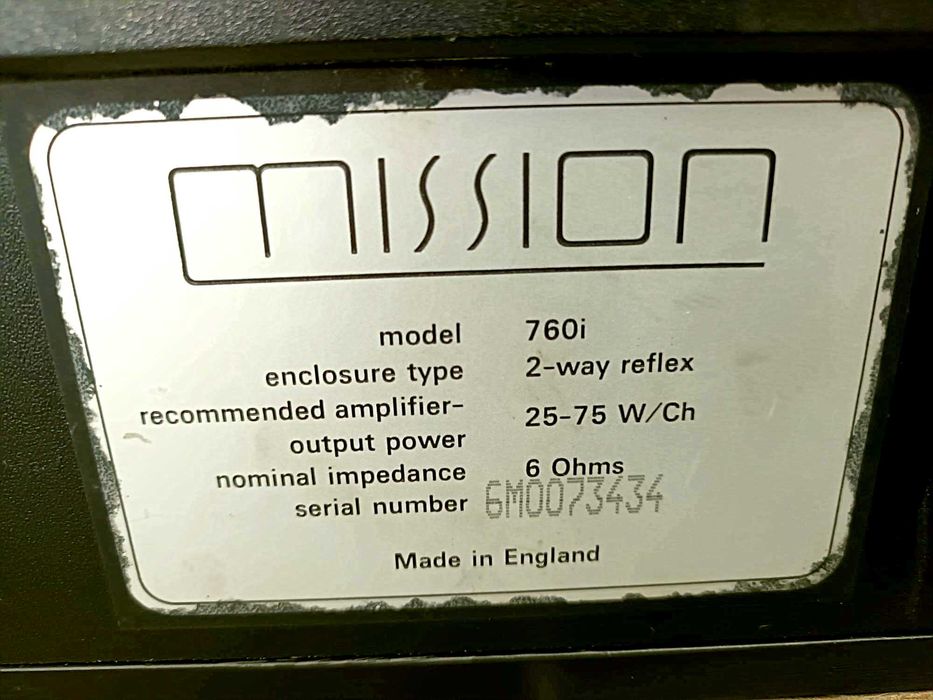 mission
model 760i
enclosure type 2-way reflex
recommended amplifier-
output power 25-75 W/Ch
nominal impedance 6 Ohms
serial number 6M0073434
Made in England